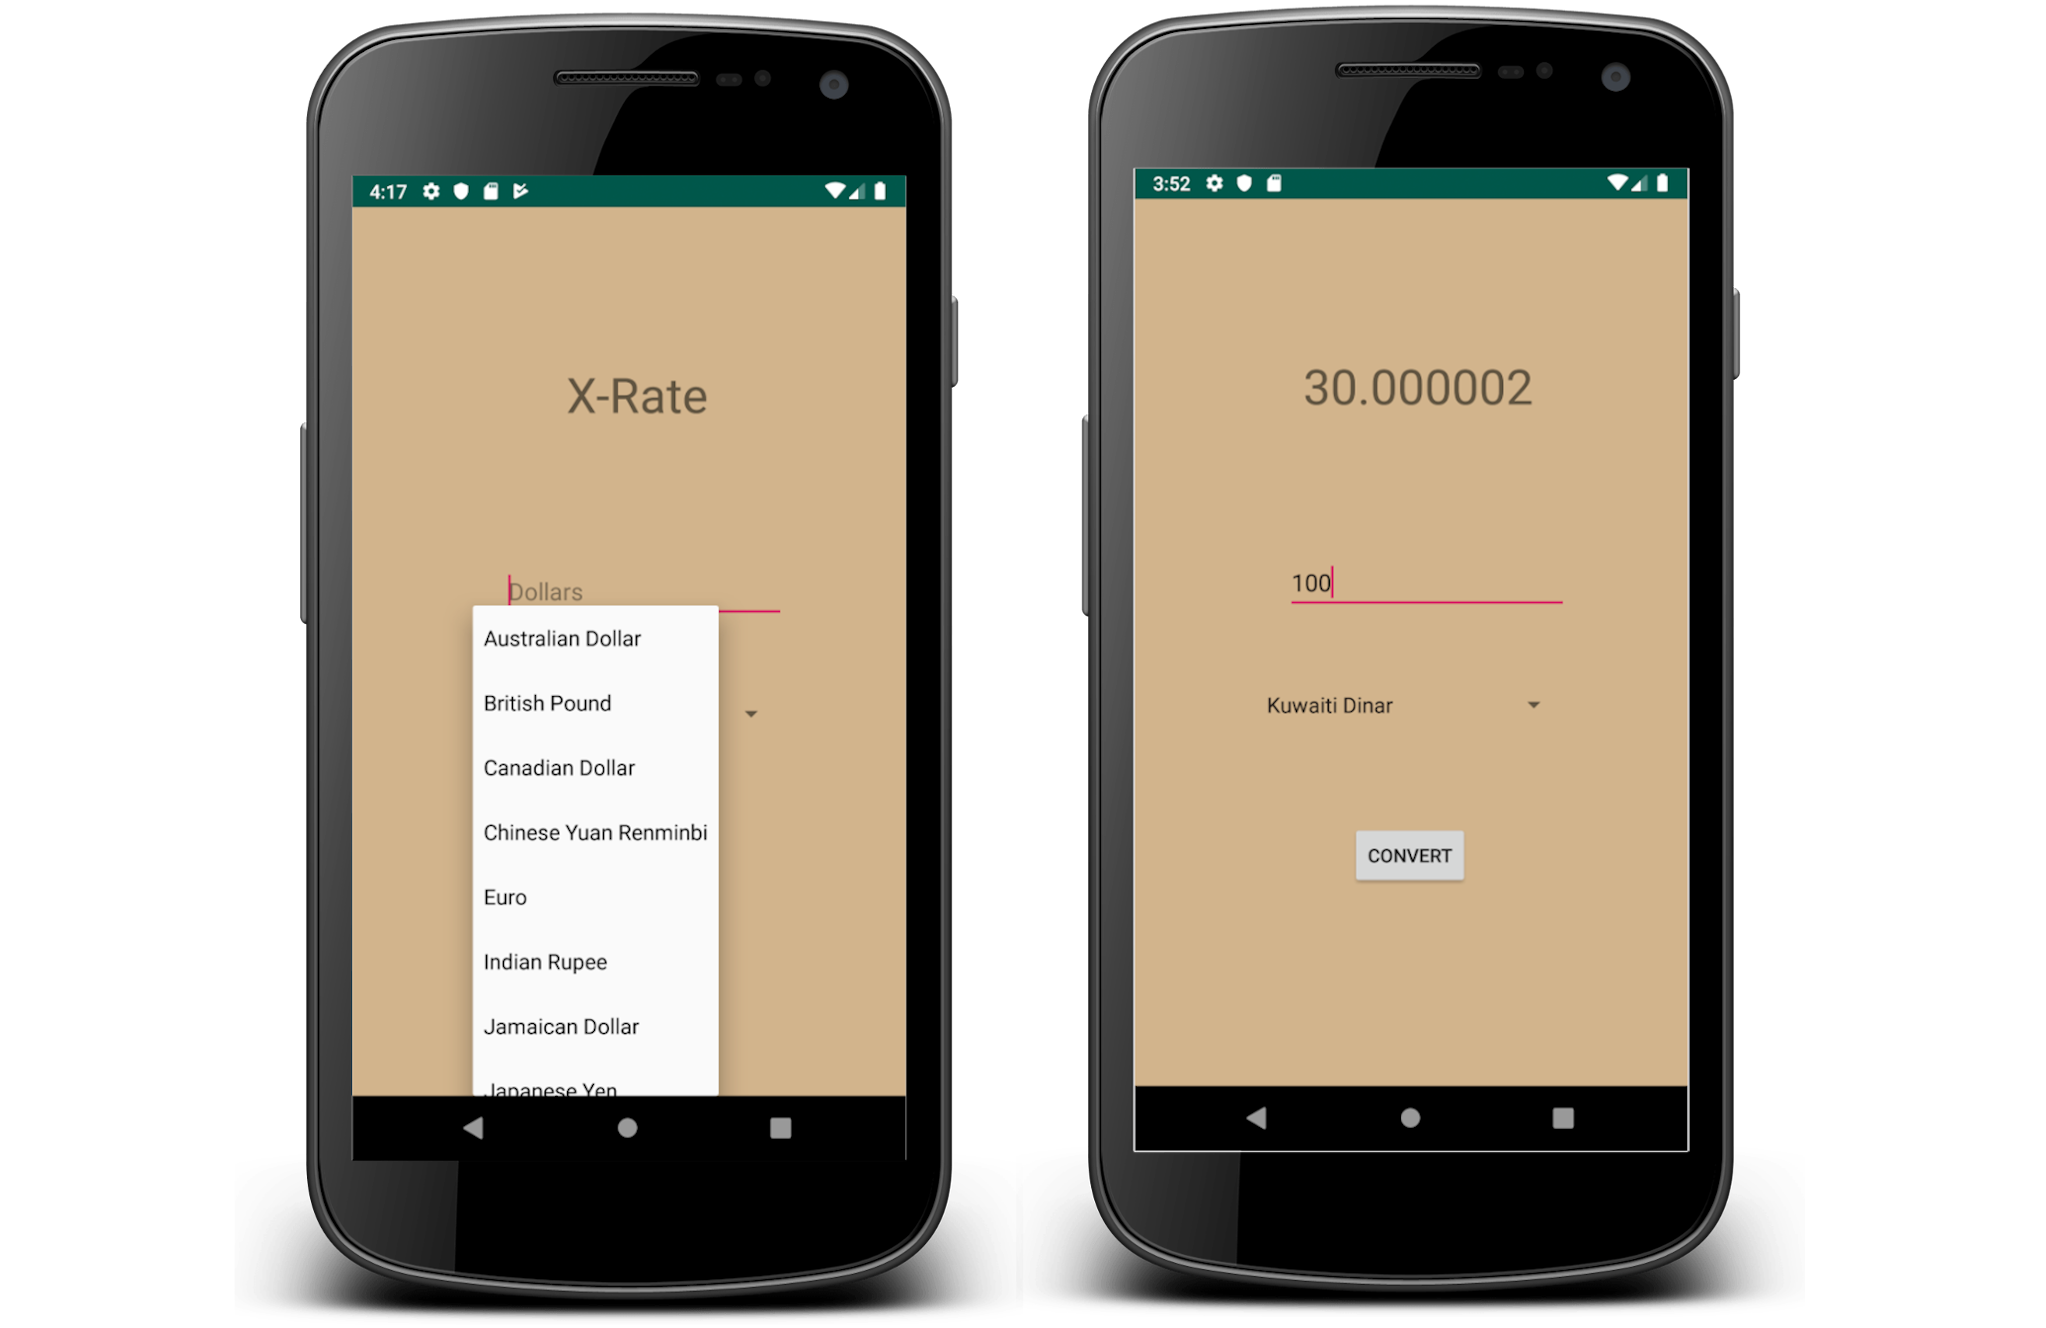 4:17
X-Rate
Dollars
Australian Dollar
British Pound
Canadian Dollar
Chinese Yuan Renminbi
Euro
Indian Rupee
Jamaican Dollar
Japanese Yen
3:52
30.000002
100
Kuwaiti Dinar
CONVERT